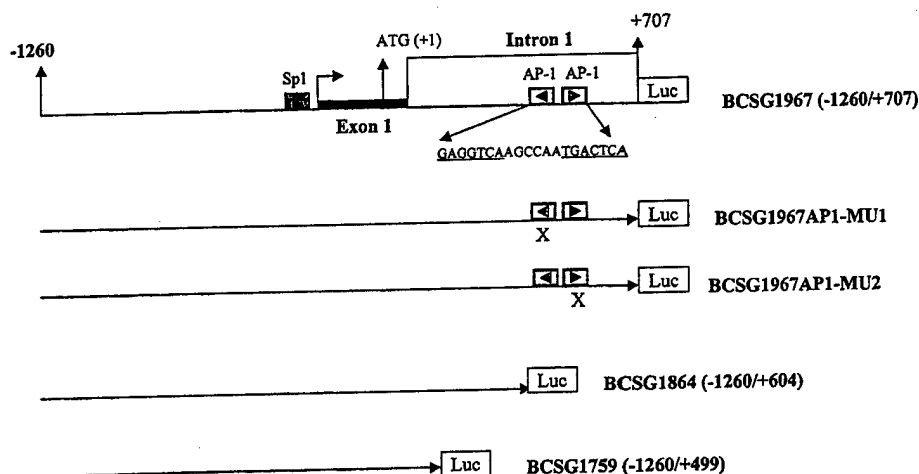 +707
-1260
ATG (+1)
Intron 1
Sp1
AP-1 AP-1
Luc
BCSG1967 (-1260/+707)
Exon 1
GAGGTCAAGCCAATGACTCA
Luc
BCSG1967AP1-MU1
X
Luc
BCSG1967AP1-MU2
X
Luc
BCSG1864 (-1260/+604)
Luc
BCSG1759 (-1260/+499)